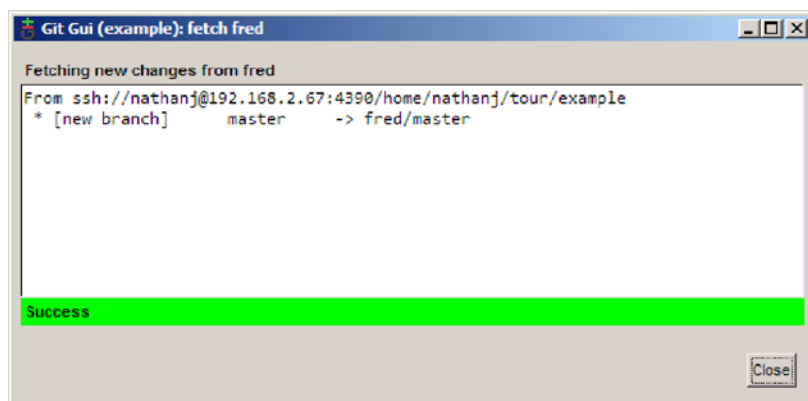 Git Gui (example): fetch fred
Fetching new changes from fred
From ssh://nathanj@192.168.2.67:4390/home/nathanj/tour/example
* [new branch]      master     -> fred/master
Success
Close